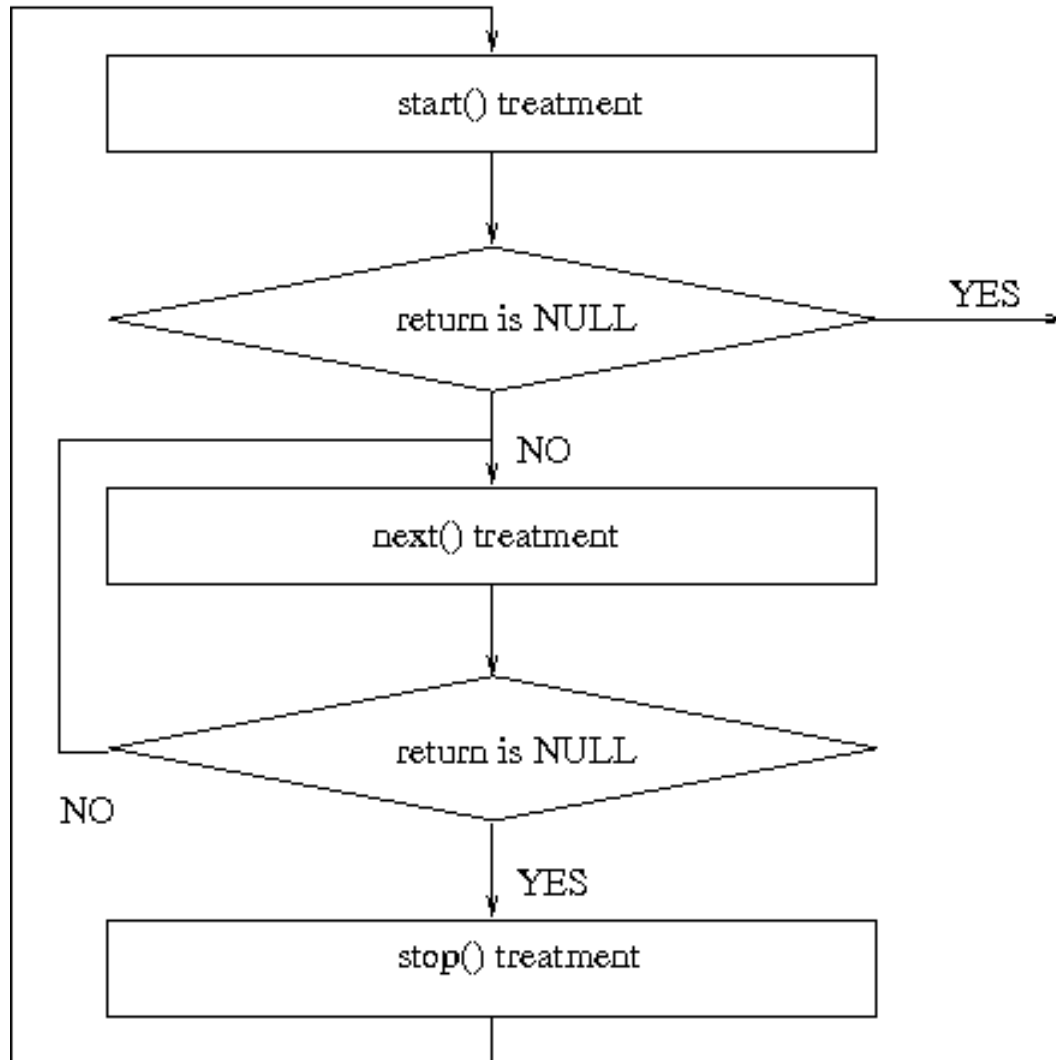 start() treatment
return is NULL
YES
NO
next() treatment
return is NULL
NO
YES
stop() treatment